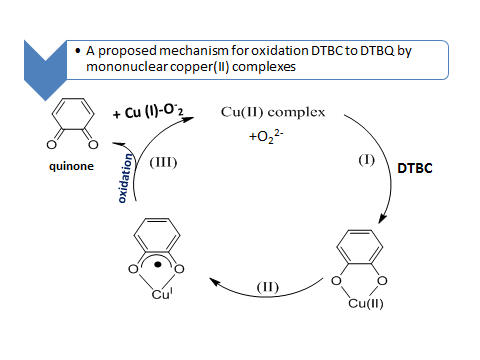 • A proposed mechanism for oxidation DTBC to DTBQ by
mononuclear copper(II) complexes
+ Cu (I)-O⁻₂
Cu(II) complex
+O₂²⁻
O O
quinone
oxidation
(III)
(I)
DTBC
O O
Cuᴵ
(II)
O O
Cu(II)